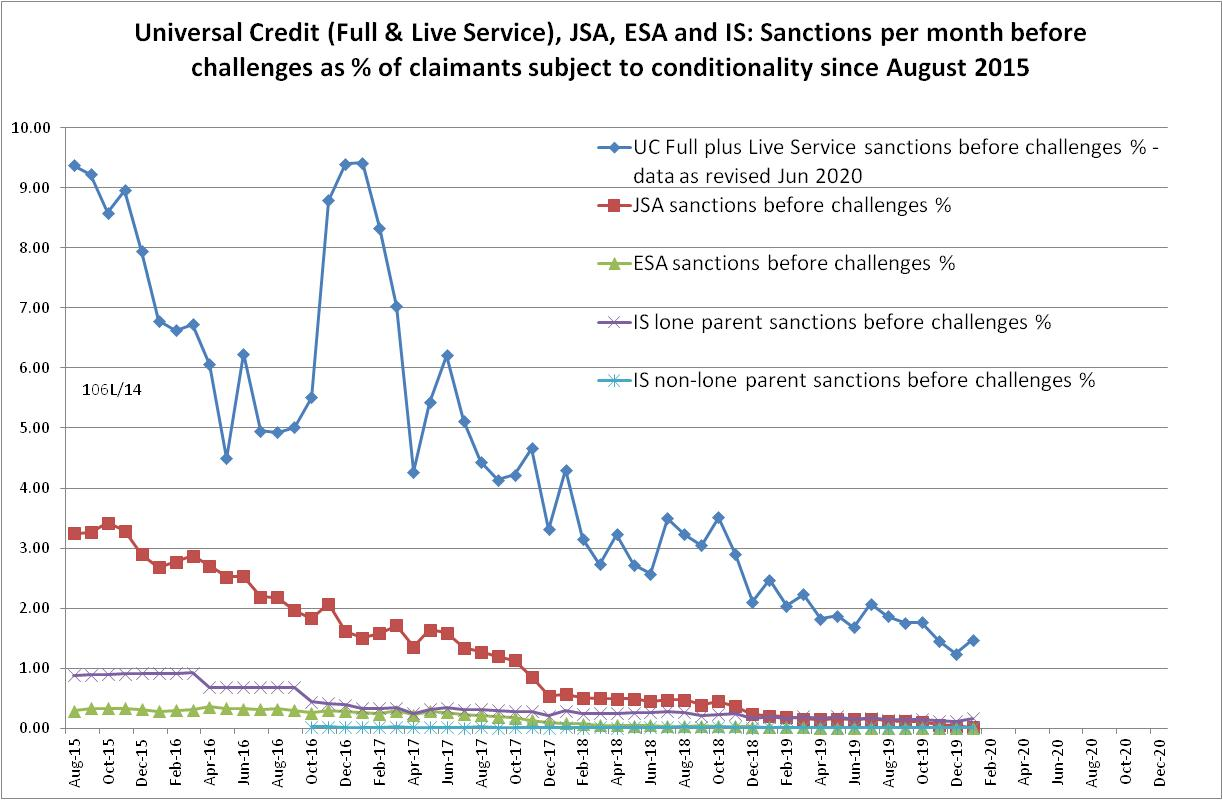 Universal Credit (Full & Live Service), JSA, ESA and IS: Sanctions per month before
challenges as % of claimants subject to conditionality since August 2015
10.00
9.00
8.00
7.00
6.00
5.00
4.00
3.00
2.00
1.00
0.00
UC Full plus Live Service sanctions before challenges % -
data as revised Jun 2020
JSA sanctions before challenges %
ESA sanctions before challenges %
IS lone parent sanctions before challenges %
IS non-lone parent sanctions before challenges %
106L/14
Aug-15
Oct-15
Dec-15
Feb-16
Apr-16
Jun-16
Aug-16
Oct-16
Dec-16
Feb-17
Apr-17
Jun-17
Aug-17
Oct-17
Dec-17
Feb-18
Apr-18
Jun-18
Aug-18
Oct-18
Dec-18
Feb-19
Apr-19
Jun-19
Aug-19
Oct-19
Dec-19
Feb-20
Apr-20
Jun-20
Aug-20
Oct-20
Dec-20